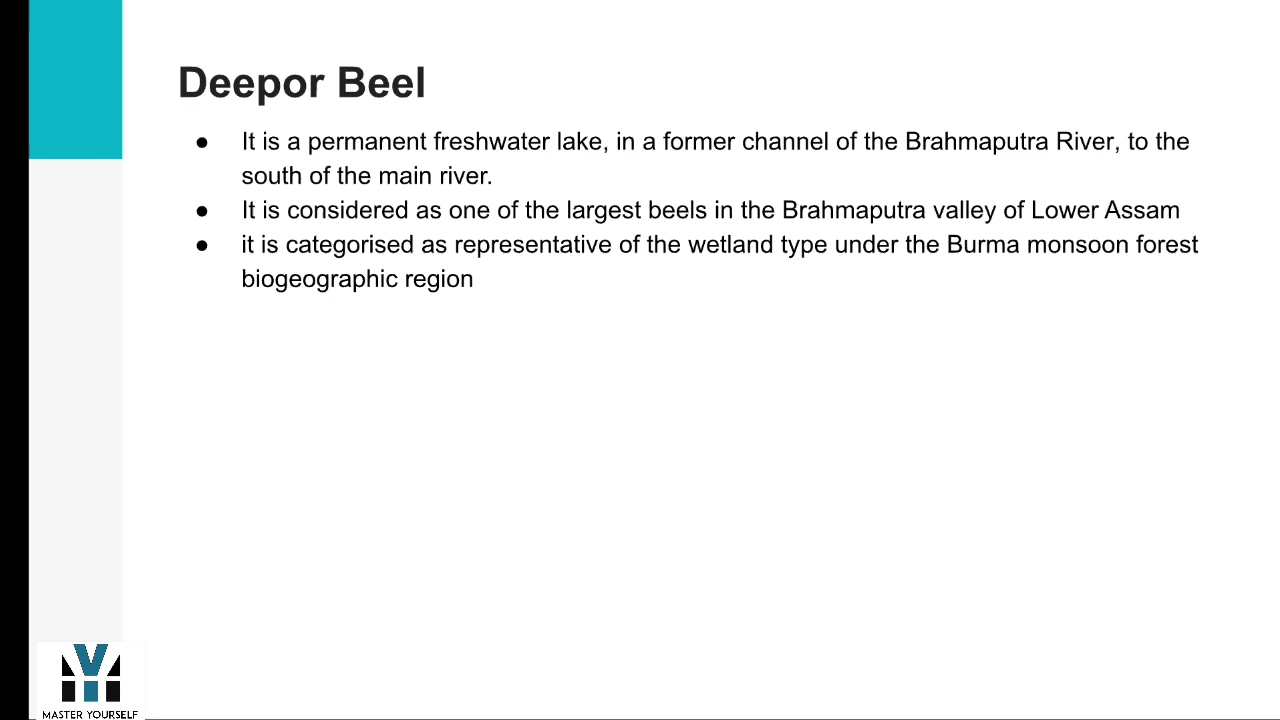 Deepor Beel
● It is a permanent freshwater lake, in a former channel of the Brahmaputra River, to the
south of the main river.
● It is considered as one of the largest beels in the Brahmaputra valley of Lower Assam
● it is categorised as representative of the wetland type under the Burma monsoon forest
biogeographic region
MASTER YOURSELF